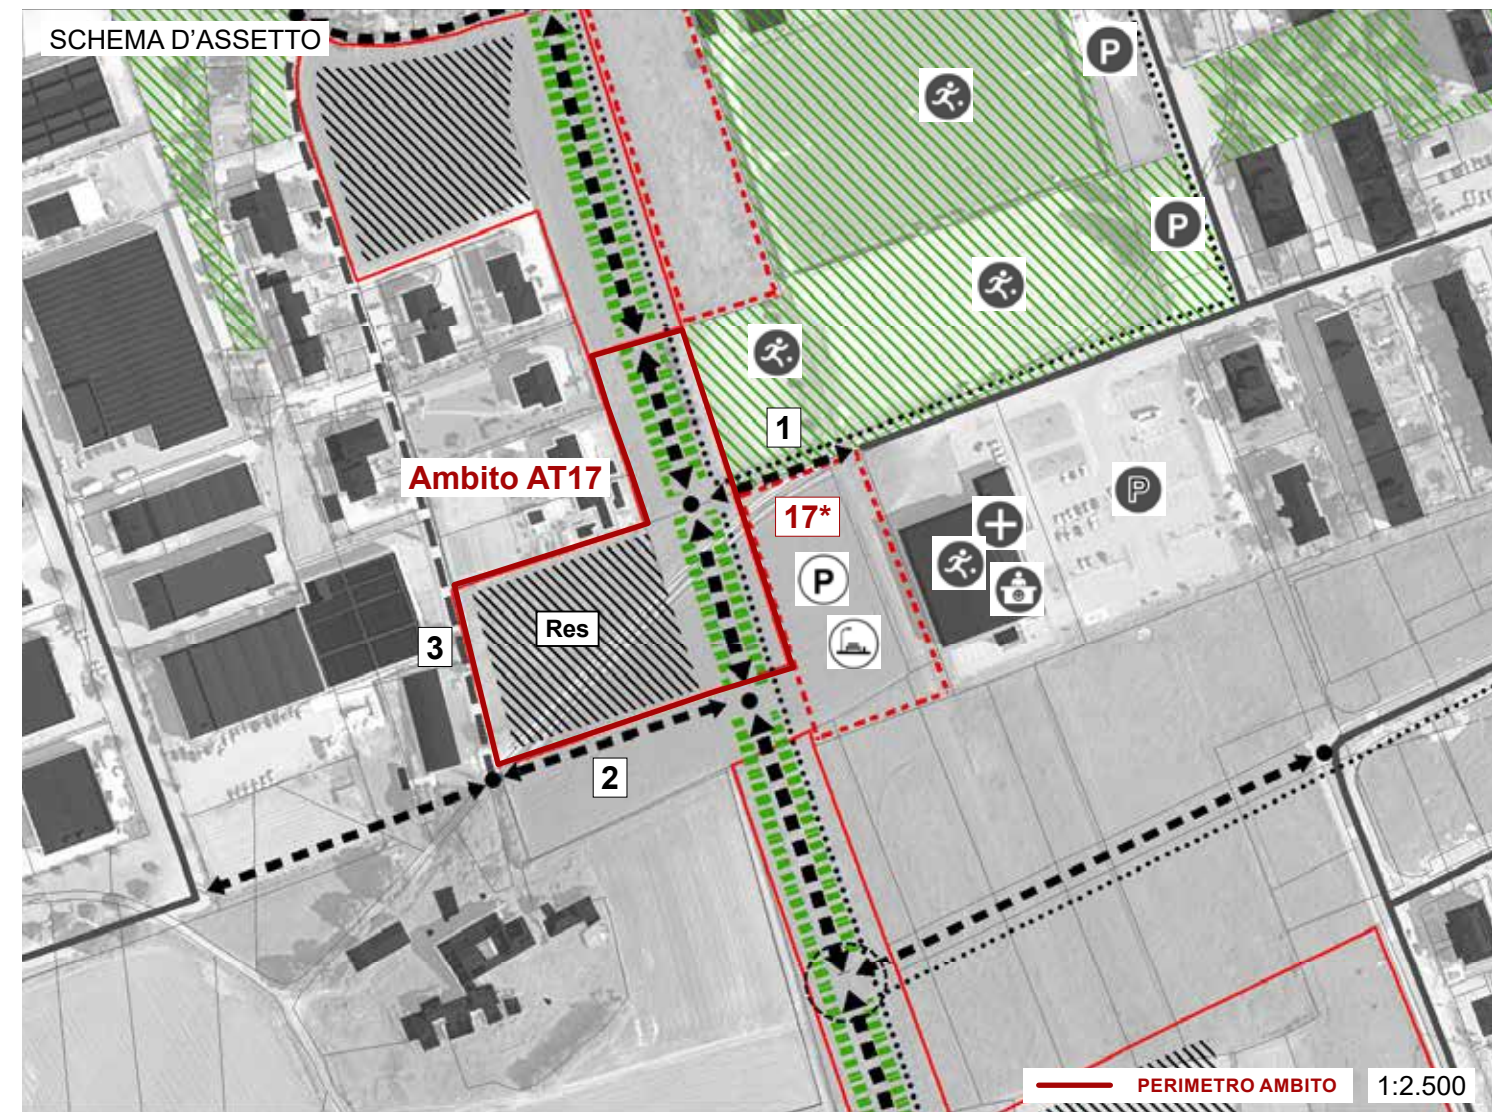 SCHEMA D'ASSETTO
P
P
1
Ambito AT17
17*
P
P
Res
3
2
PERIMETRO AMBITO
1:2.500